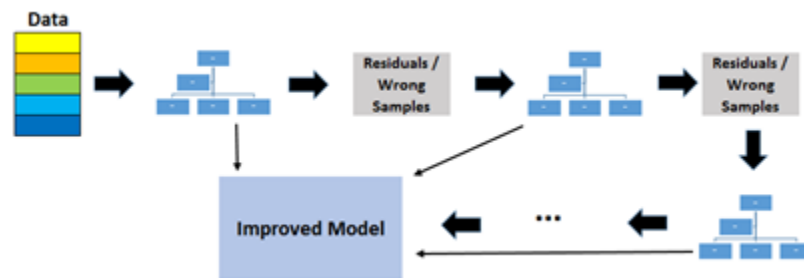 Data
Residuals /
Wrong
Samples
Residuals /
Wrong
Samples
Improved Model
...